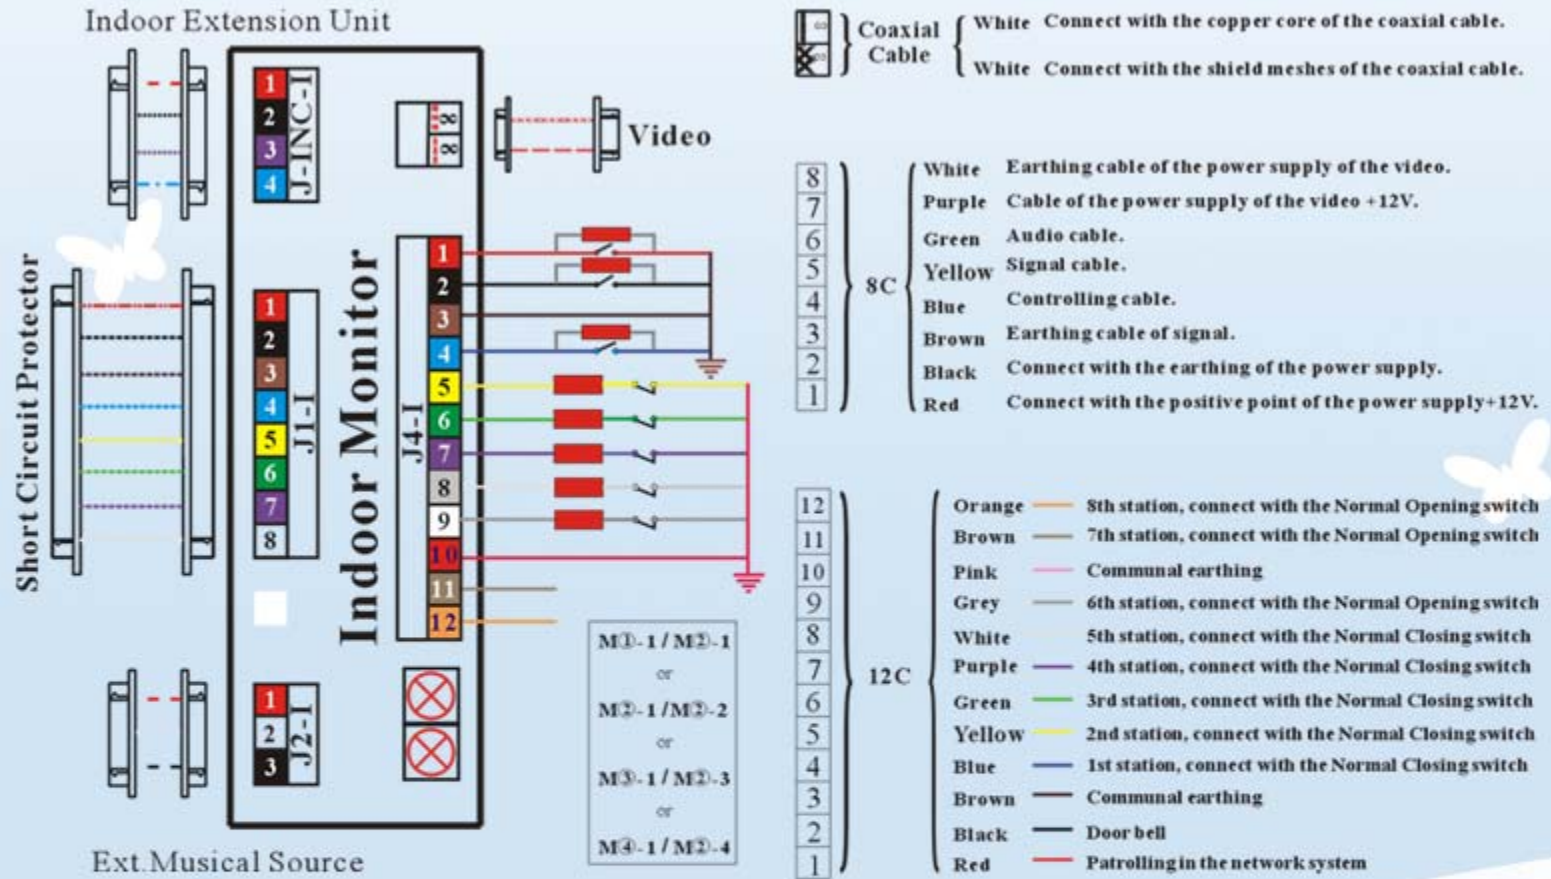 Indoor Extension Unit
1
2
3
4
J-INC-I
8
8
Video
Short Circuit Protector
1
2
3
4
5
6
7
8
J1-I
Indoor Monitor
J4-I
1
2
3
4
5
6
7
8
9
10
11
12
1
2
3
J2-I
Ext.Musical Source
M①-1 / M②-1
or
M②-1 /M②-2
or
M③-1 / M②-3
or
M④-1 / M②-4
Coaxial
Cable
White Connect with the copper core of the coaxial cable.
White Connect with the shield meshes of the coaxial cable.
8C
8 White Earthing cable of the power supply of the video.
7 Purple Cable of the power supply of the video +12V.
6 Green Audio cable.
5 Yellow Signal cable.
4 Blue Controlling cable.
3 Brown Earthing cable of signal.
2 Black Connect with the earthing of the power supply.
1 Red Connect with the positive point of the power supply+12V.
12C
12 Orange 8th station, connect with the Normal Opening switch
11 Brown 7th station, connect with the Normal Opening switch
10 Pink Communal earthing
9 Grey 6th station, connect with the Normal Opening switch
8 White 5th station, connect with the Normal Closing switch
7 Purple 4th station, connect with the Normal Closing switch
6 Green 3rd station, connect with the Normal Closing switch
5 Yellow 2nd station, connect with the Normal Closing switch
4 Blue 1st station, connect with the Normal Closing switch
3 Brown Communal earthing
2 Black Door bell
1 Red Patrolling in the network system